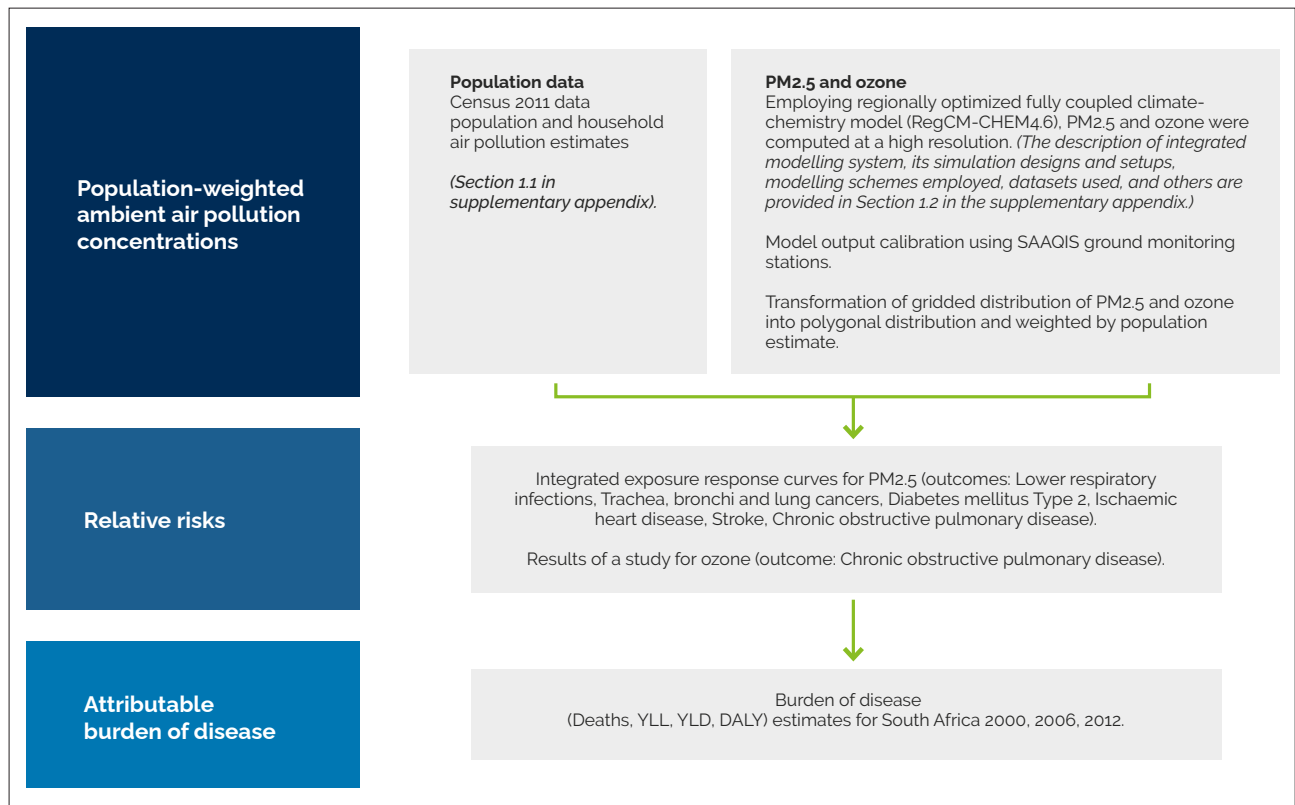 Population-weighted
ambient air pollution
concentrations
Population data
Census 2011 data
population and household
air pollution estimates
(Section 1.1 in
supplementary appendix).
PM2.5 and ozone
Employing regionally optimized fully coupled climate-
chemistry model (RegCM-CHEM4.6), PM2.5 and ozone were
computed at a high resolution. (The description of integrated
modelling system, its simulation designs and setups,
modelling schemes employed, datasets used, and others are
provided in Section 1.2 in the supplementary appendix.)
Model output calibration using SAAQIS ground monitoring
stations.
Transformation of gridded distribution of PM2.5 and ozone
into polygonal distribution and weighted by population
estimate.
Relative risks
Integrated exposure response curves for PM2.5 (outcomes: Lower respiratory
infections, Trachea, bronchi and lung cancers, Diabetes mellitus Type 2, Ischaemic
heart disease, Stroke, Chronic obstructive pulmonary disease).
Results of a study for ozone (outcome: Chronic obstructive pulmonary disease).
Attributable
burden of disease
Burden of disease
(Deaths, YLL, YLD, DALY) estimates for South Africa 2000, 2006, 2012.